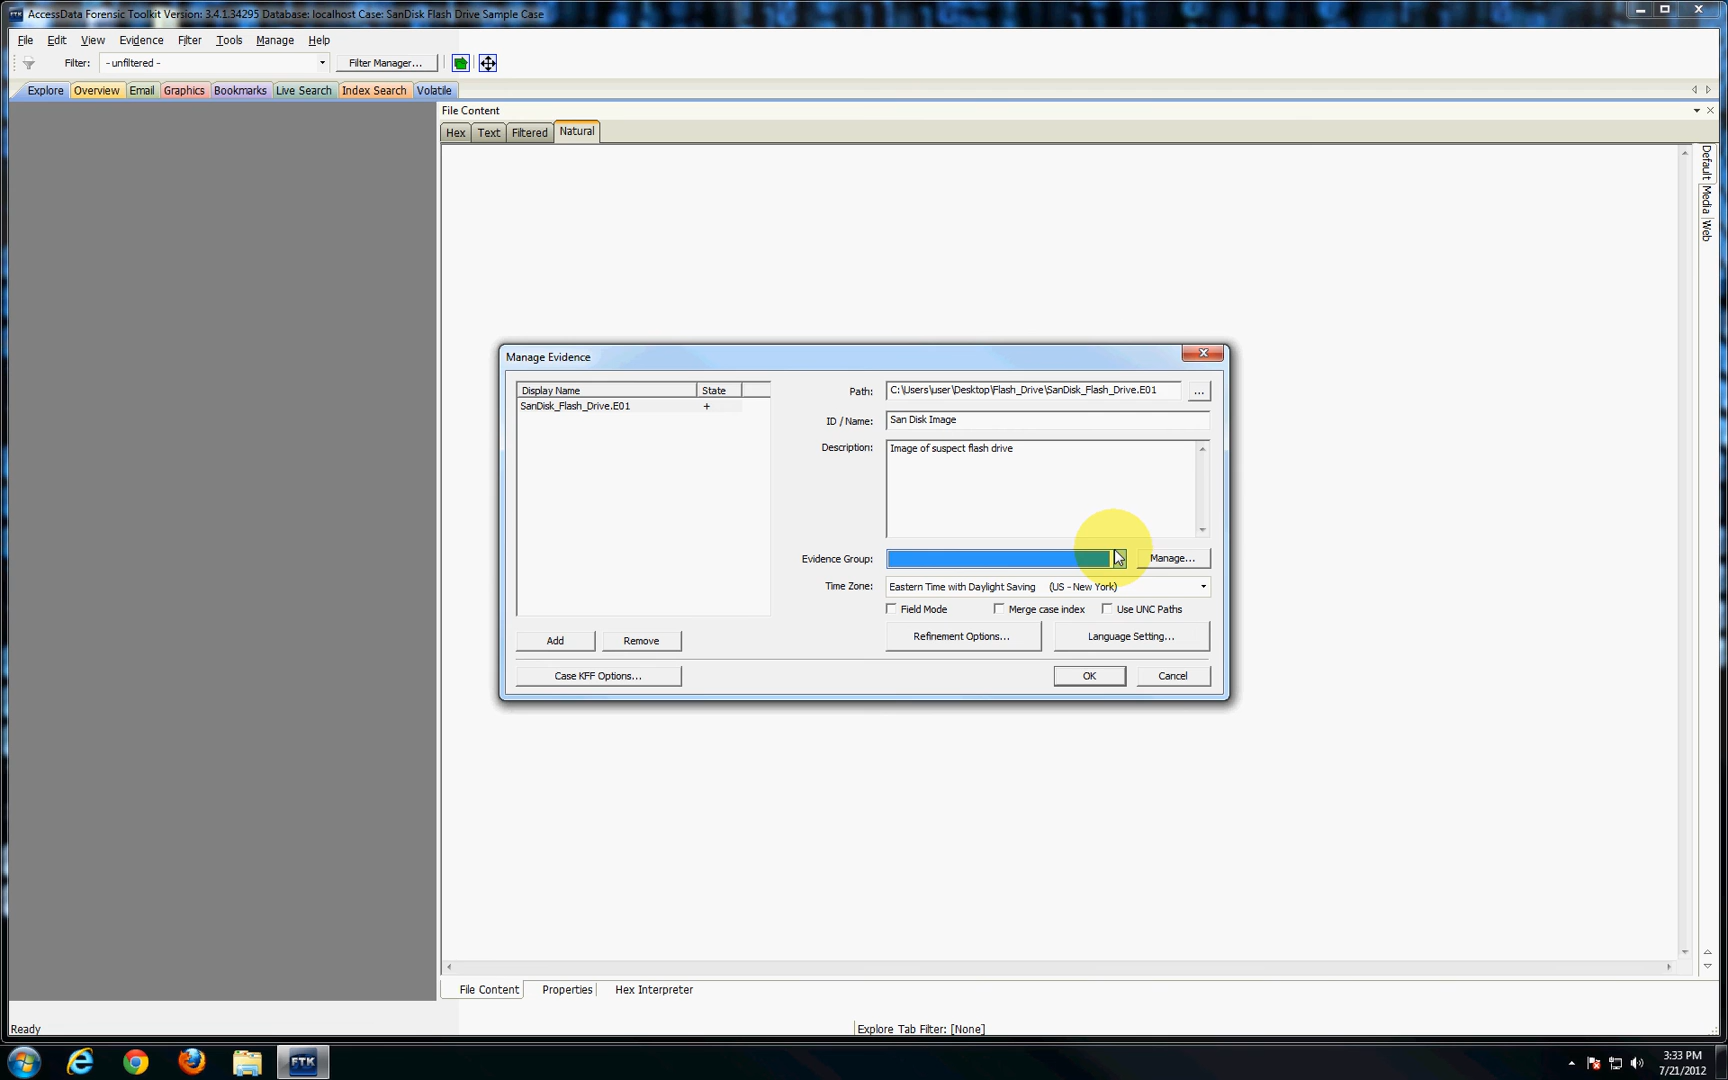 AccessData Forensic Toolkit Version: 3.4.1.34295 Database: localhost Case: SanDisk Flash Drive Sample Case
File Edit View Evidence Filter Tools Manage Help
Filter: - unfiltered - Filter Manager...
Explore Overview Email Graphics Bookmarks Live Search Index Search Volatile
File Content
Hex Text Filtered Natural
Default
Media
Web
Manage Evidence
Display Name State
SanDisk_Flash_Drive.E01 +
Path: C:\Users\user\Desktop\Flash_Drive\SanDisk_Flash_Drive.E01 ...
ID / Name: San Disk Image
Description: Image of suspect flash drive
Evidence Group: Manage...
Time Zone: Eastern Time with Daylight Saving (US - New York)
Field Mode Merge case index Use UNC Paths
Refinement Options... Language Setting...
Add Remove
Case KFF Options... OK Cancel
File Content Properties Hex Interpreter
Ready Explore Tab Filter: [None]
FTK
3:33 PM
7/21/2012